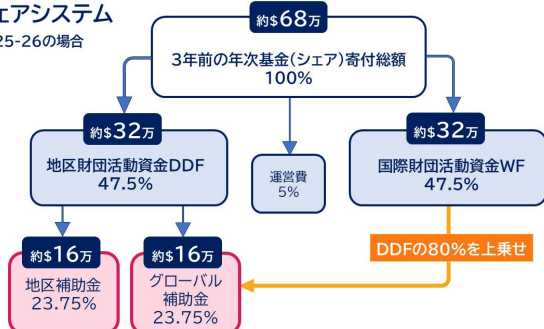 ェアシステム
25-26の場合
約$68万
3年前の年次基金(シェア)寄付総額
100%
約$32万
地区財団活動資金DDF
47.5%
運営費
5%
約$32万
国際財団活動資金WF
47.5%
DDFの80%を上乗せ
約$16万
地区補助金
23.75%
約$16万
グローバル
補助金
23.75%